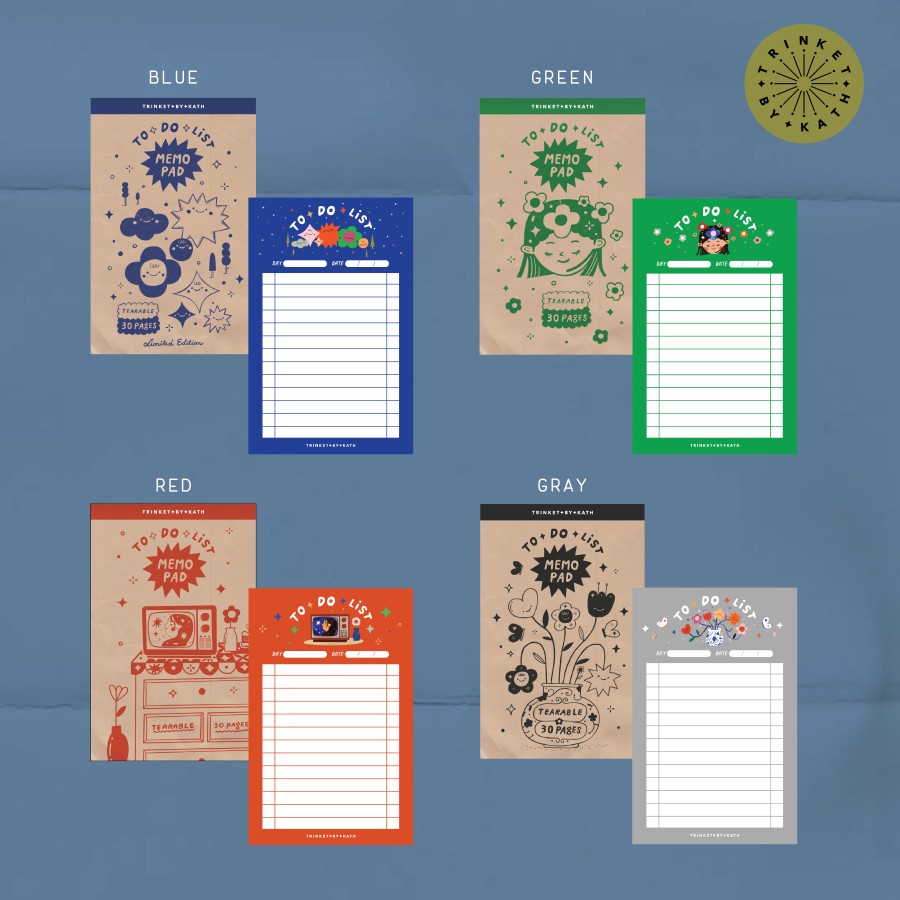 TRINKET
BY KATH
BLUE
TRINKET+BY+KATH
TO DO LiST
MEMO
PAD
TEARABLE
30 PAGES
Limited Edition
TO DO LiST
DAY
DATE / /
TRINKET+BY+KATH
GREEN
TRINKET+BY+KATH
TO DO LiST
MEMO
PAD
TEARABLE
30 PAGES
TO DO LiST
DAY
DATE / /
TRINKET+BY+KATH
RED
TRINKET+BY+KATH
TO DO LiST
MEMO
PAD
TEARABLE
30 PAGES
TO DO LiST
DAY
DATE / /
TRINKET+BY+KATH
GRAY
TRINKET+BY+KATH
TO DO LiST
MEMO
PAD
TEARABLE
30 PAGES
TO DO LiST
DAY
DATE / /
TRINKET+BY+KATH